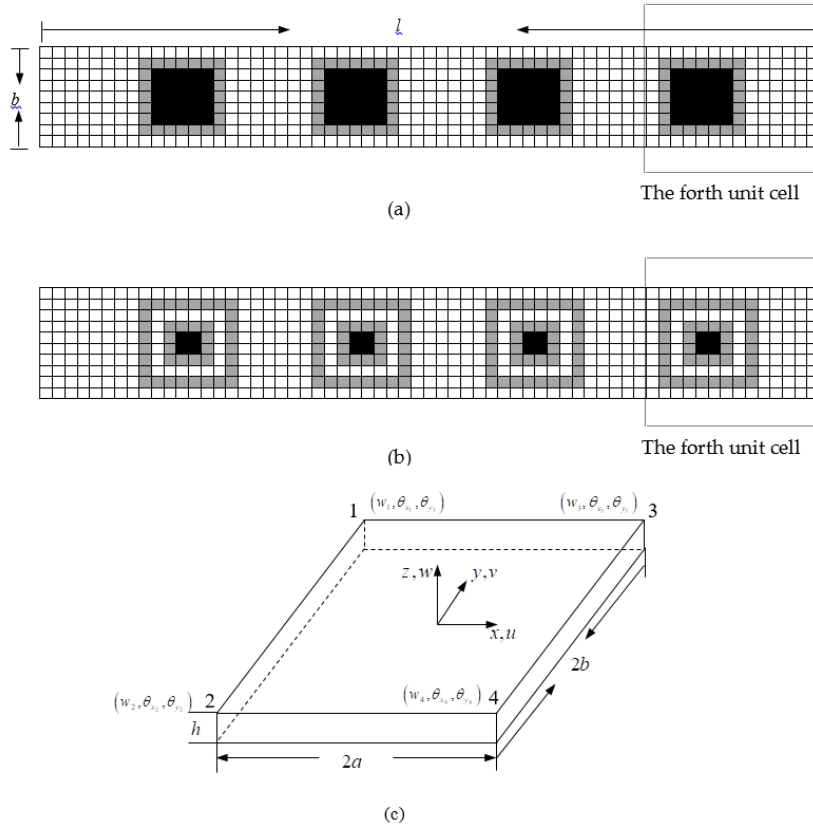 l
b
The forth unit cell
(a)
The forth unit cell
(b)
1 (w₁, θₓ₁, θy₁) (w₃, θₓ₃, θy₃) 3
z, w y, v
x, u
2b
(w₂, θₓ₂, θy₂) 2 (w₄, θₓ₄, θy₄) 4
h
2a
(c)